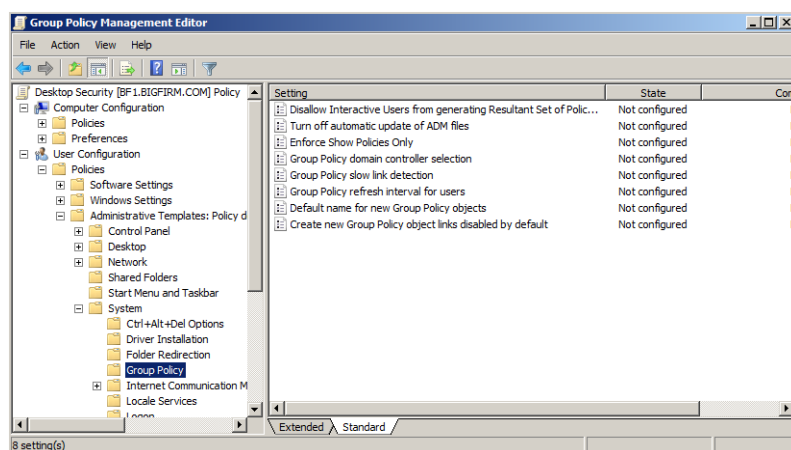 Group Policy Management Editor
File Action View Help
Desktop Security [BF1.BIGFIRM.COM] Policy
Computer Configuration
Policies
Preferences
User Configuration
Policies
Software Settings
Windows Settings
Administrative Templates: Policy d
Control Panel
Desktop
Network
Shared Folders
Start Menu and Taskbar
System
Ctrl+Alt+Del Options
Driver Installation
Folder Redirection
Group Policy
Internet Communication M
Locale Services
Logon
Setting State Cor
Disallow Interactive Users from generating Resultant Set of Polic... Not configured
Turn off automatic update of ADM files Not configured
Enforce Show Policies Only Not configured
Group Policy domain controller selection Not configured
Group Policy slow link detection Not configured
Group Policy refresh interval for users Not configured
Default name for new Group Policy objects Not configured
Create new Group Policy object links disabled by default Not configured
Extended Standard
8 setting(s)